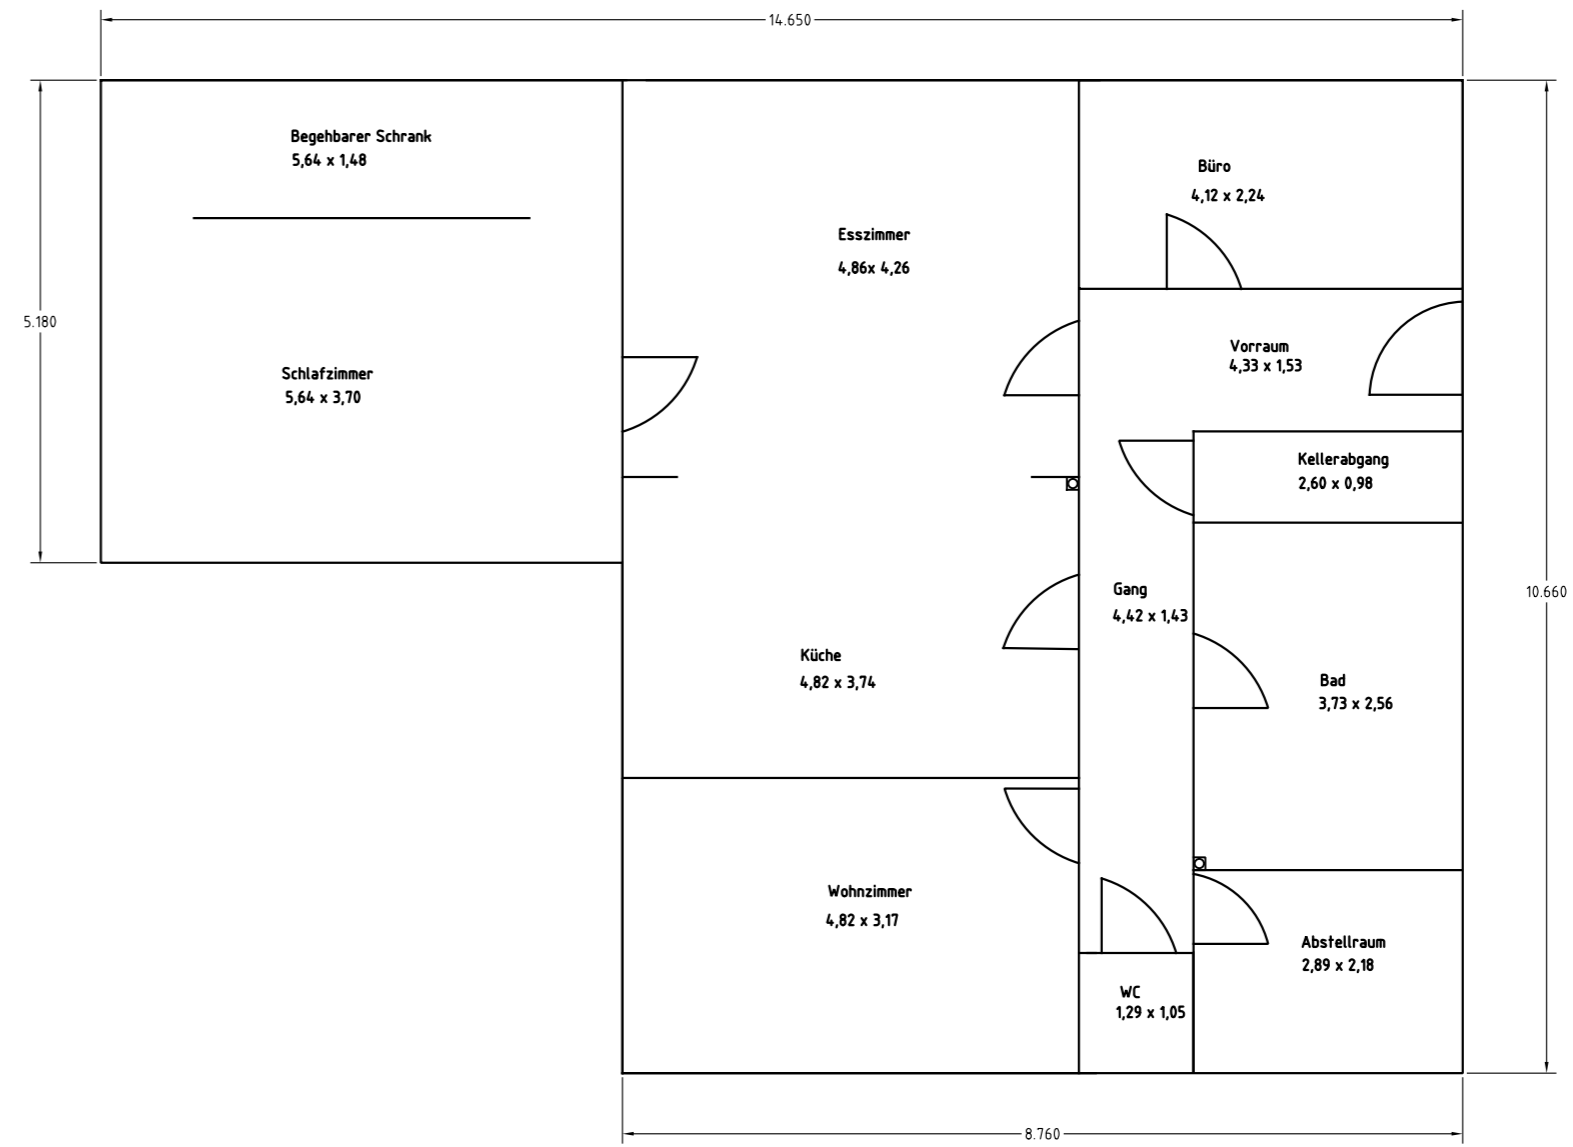 14.650
Begehbarer Schrank
5,64 x 1,48
Büro
4,12 x 2,24
Esszimmer
4,86x 4,26
5.180
Vorraum
4,33 x 1,53
Schlafzimmer
5,64 x 3,70
Kellerabgang
2,60 x 0,98
Gang
4,42 x 1,43
10.660
Küche
4,82 x 3,74
Bad
3,73 x 2,56
Wohnzimmer
4,82 x 3,17
Abstellraum
2,89 x 2,18
WC
1,29 x 1,05
8.760